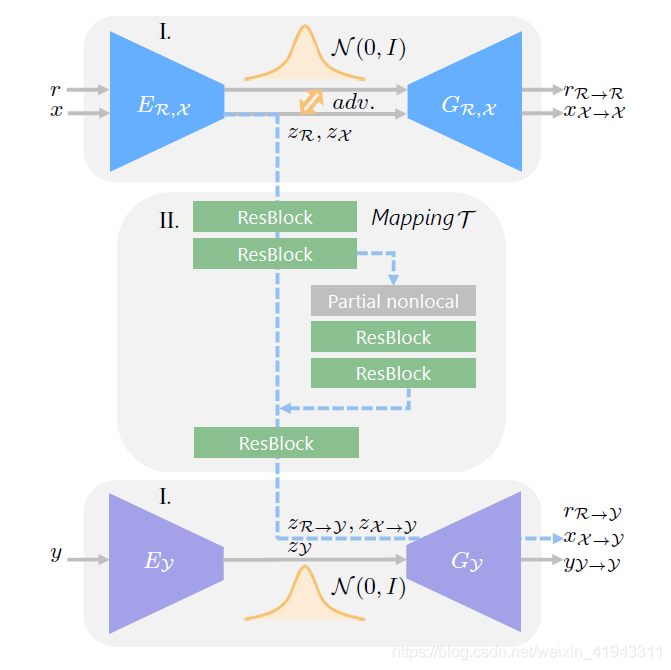 I.
𝒩(0, I)
r
x
E_{ℛ,𝒳}
adv.
z_ℛ, z_𝒳
G_{ℛ,𝒳}
r_{ℛ→ℛ}
x_{𝒳→𝒳}
II.
Mapping 𝒯
ResBlock
ResBlock
Partial nonlocal
ResBlock
ResBlock
ResBlock
I.
y
E_𝒴
z_{ℛ→𝒴}, z_{𝒳→𝒴}
z_𝒴
𝒩(0, I)
G_𝒴
r_{ℛ→𝒴}
x_{𝒳→𝒴}
y_{𝒴→𝒴}
https://blog.csdn.net/weixin_41943311